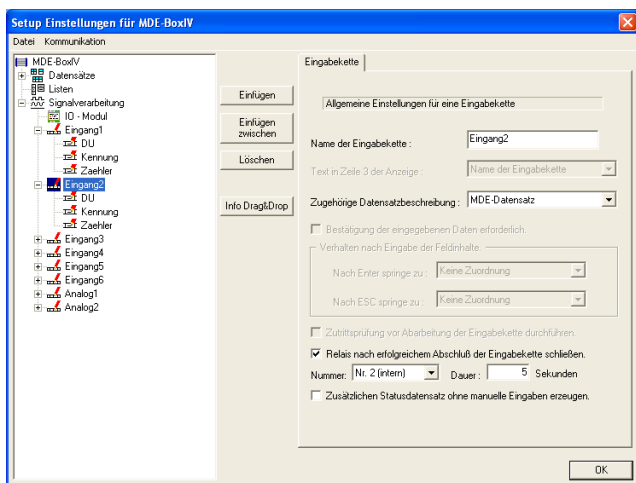 Setup Einstellungen für MDE-BoxIV
Datei Kommunikation
MDE-BoxIV
Datensätze
Listen
Signalverarbeitung
IO - Modul
Eingang1
DU
Kennung
Zaehler
Eingang2
DU
Kennung
Zaehler
Eingang3
Eingang4
Eingang5
Eingang6
Analog1
Analog2
Einfügen
Einfügen
zwischen
Löschen
Info Drag&Drop
Eingabekette
Allgemeine Einstellungen für eine Eingabekette
Name der Eingabekette : Eingang2
Text in Zeile 3 der Anzeige : Name der Eingabekette
Zugehörige Datensatzbeschreibung : MDE-Datensatz
Bestätigung der eingegebenen Daten erforderlich.
Verhalten nach Eingabe der Feldinhalte.
Nach Enter springe zu : Keine Zuordnung
Nach ESC springe zu : Keine Zuordnung
Zutrittsprüfung vor Abarbeitung der Eingabekette durchführen.
Relais nach erfolgreichem Abschluß der Eingabekette schließen.
Nummer: Nr. 2 (intern) Dauer : 5 Sekunden
Zusätzlichen Statusdatensatz ohne manuelle Eingaben erzeugen.
OK